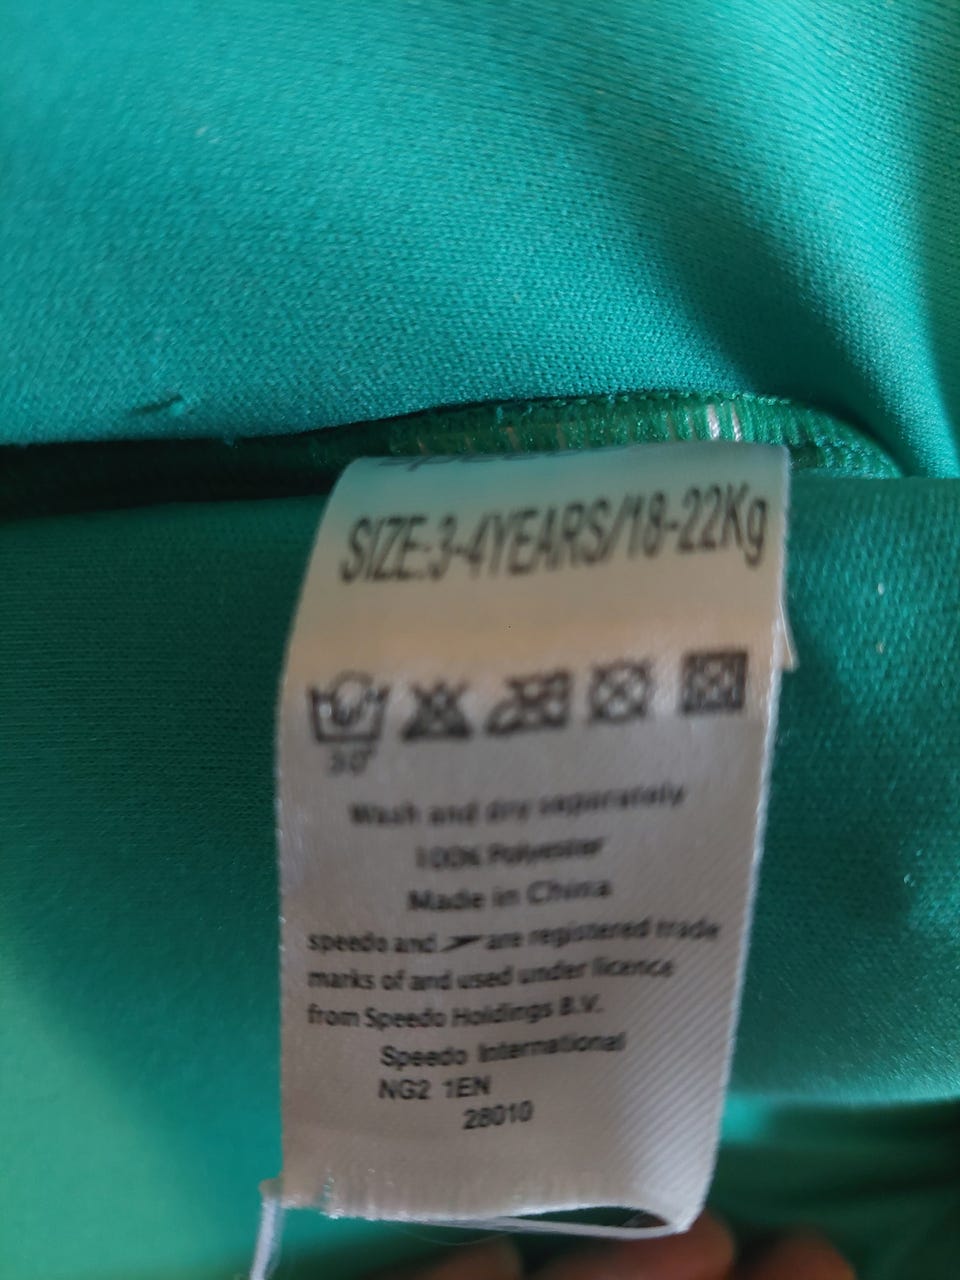 speedo
SIZE:3-4YEARS/18-22Kg
30°
Wash and dry separately
100% Polyester
Made in China
speedo and are registered trade
marks of and used under licence
from Speedo Holdings B.V.
Speedo International
NG2 1EN
28010